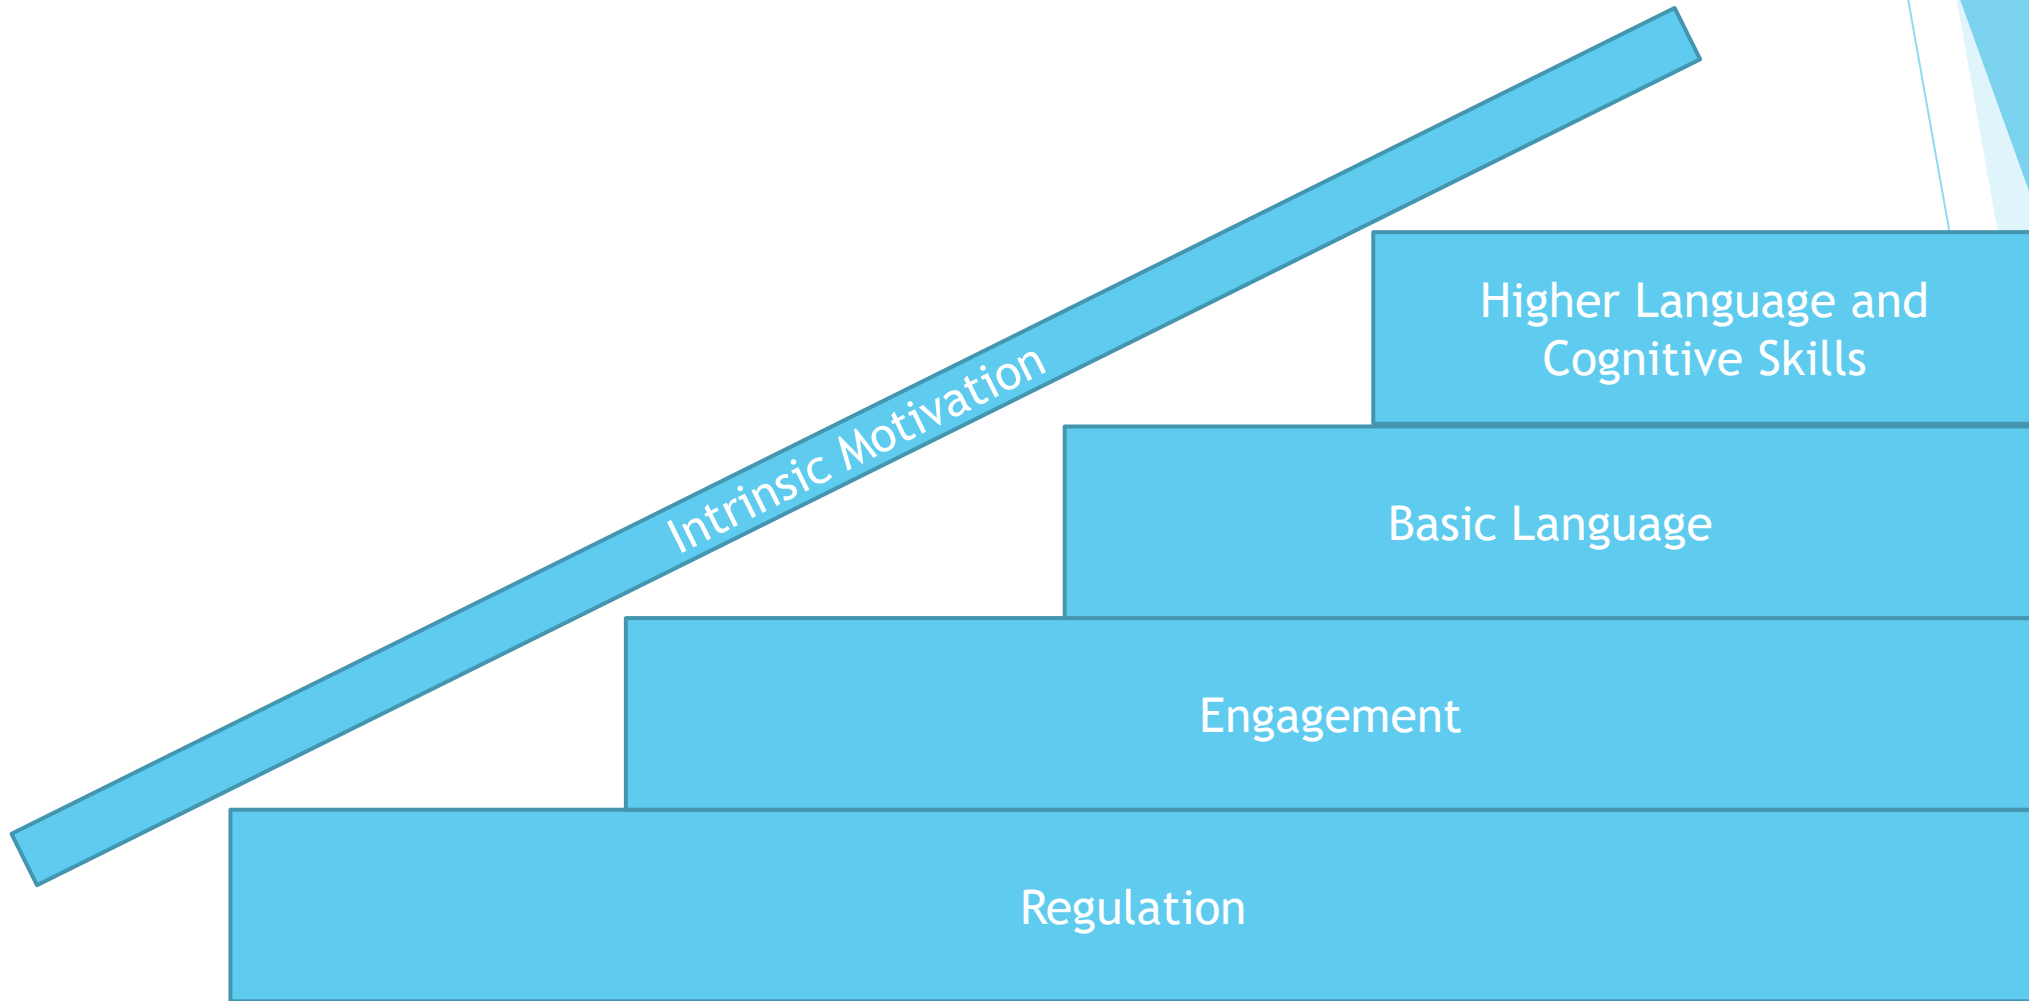 Intrinsic Motivation
Higher Language and
Cognitive Skills
Basic Language
Engagement
Regulation